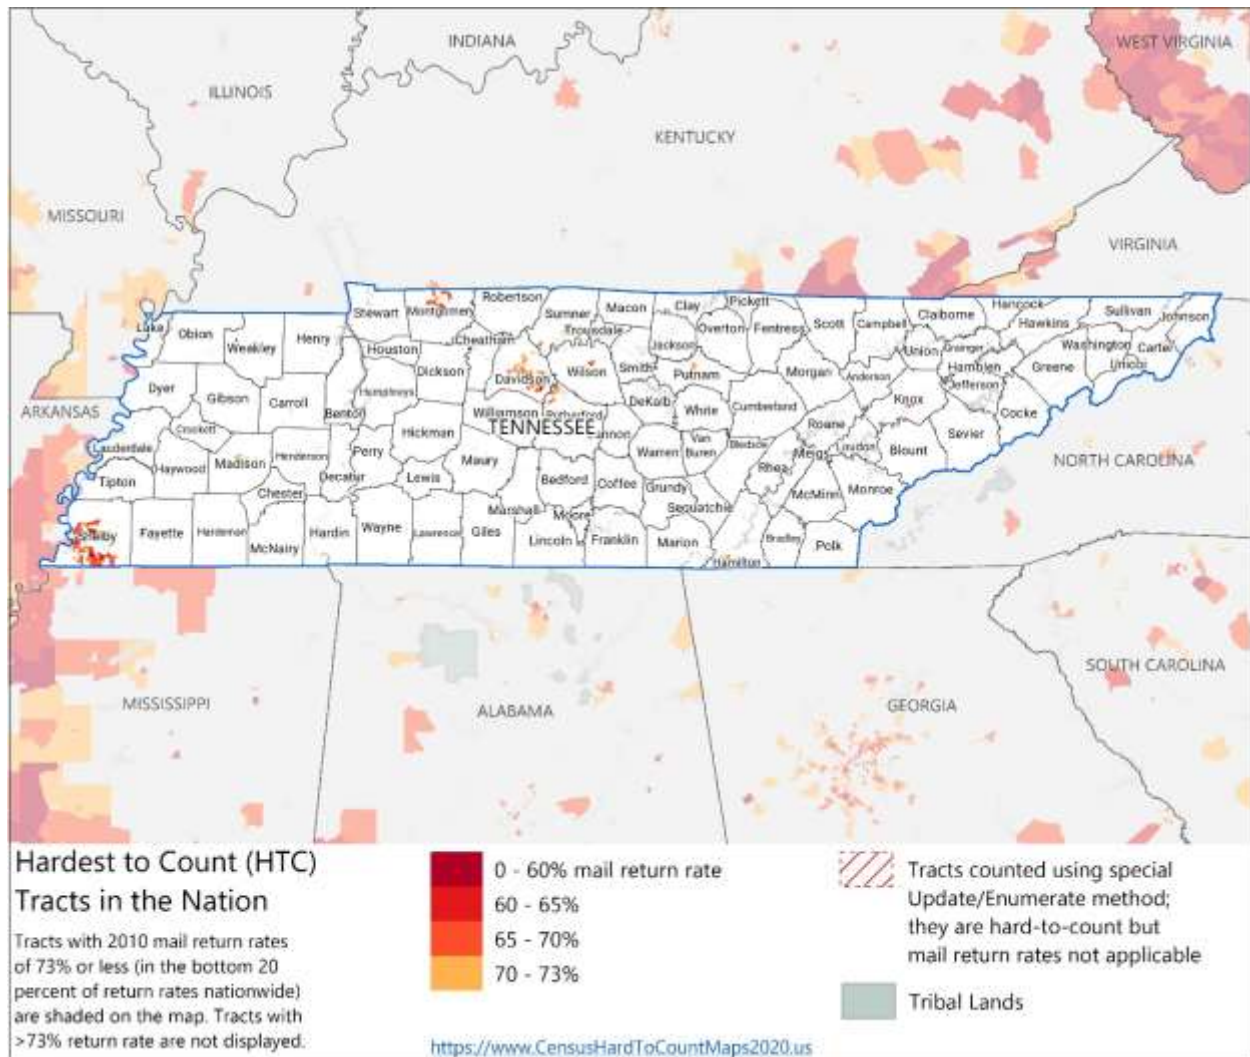 INDIANA
WEST VIRGINIA
ILLINOIS
KENTUCKY
MISSOURI
VIRGINIA
Robertson
Macon
Clay
Pickett
Hancock
Stewart
Montgomery
Sumner
Trousdale
Overton
Fentress
Scott
Campbell
Claiborne
Hawkins
Sullivan
Johnson
Lake
Obion
Weakley
Henry
Houston
Cheatham
Jackson
Union
Grainger
Hamblen
Washington
Carter
Unicoi
Dickson
Davidson
Wilson
Smith
Putnam
Morgan
Anderson
Jefferson
Greene
Dyer
Gibson
Carroll
Benton
Humphreys
DeKalb
White
Cumberland
Knox
Cocke
ARKANSAS
Crockett
Williamson
Rutherford
TENNESSEE
Cannon
Hickman
Roane
Sevier
Lauderdale
Haywood
Madison
Henderson
Decatur
Perry
Lewis
Maury
Warren
Van
Buren
Bledsoe
Rhea
Meigs
Loudon
Blount
NORTH CAROLINA
Tipton
Chester
Bedford
Coffee
Grundy
McMinn
Monroe
Marshall
Moore
Sequatchie
Shelby
Fayette
Hardeman
McNairy
Hardin
Wayne
Lawrence
Giles
Lincoln
Franklin
Marion
Hamilton
Bradley
Polk
MISSISSIPPI
ALABAMA
GEORGIA
SOUTH CAROLINA
Hardest to Count (HTC)
Tracts in the Nation
Tracts with 2010 mail return rates
of 73% or less (in the bottom 20
percent of return rates nationwide)
are shaded on the map. Tracts with
>73% return rate are not displayed.
0 - 60% mail return rate
60 - 65%
65 - 70%
70 - 73%
https://www.CensusHardToCountMaps2020.us
Tracts counted using special
Update/Enumerate method;
they are hard-to-count but
mail return rates not applicable
Tribal Lands